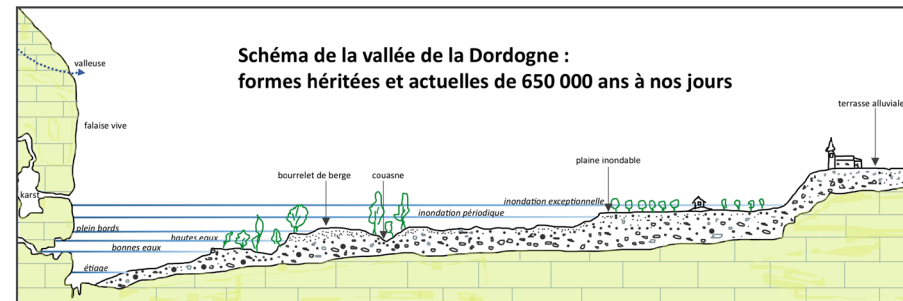 Schéma de la vallée de la Dordogne :
formes héritées et actuelles de 650 000 ans à nos jours
valleuse
terrasse alluviale
falaise vive
plaine inondable
bourrelet de berge
couasne
karst
inondation exceptionnelle
inondation périodique
plein bords
hautes eaux
bonnes eaux
étiage